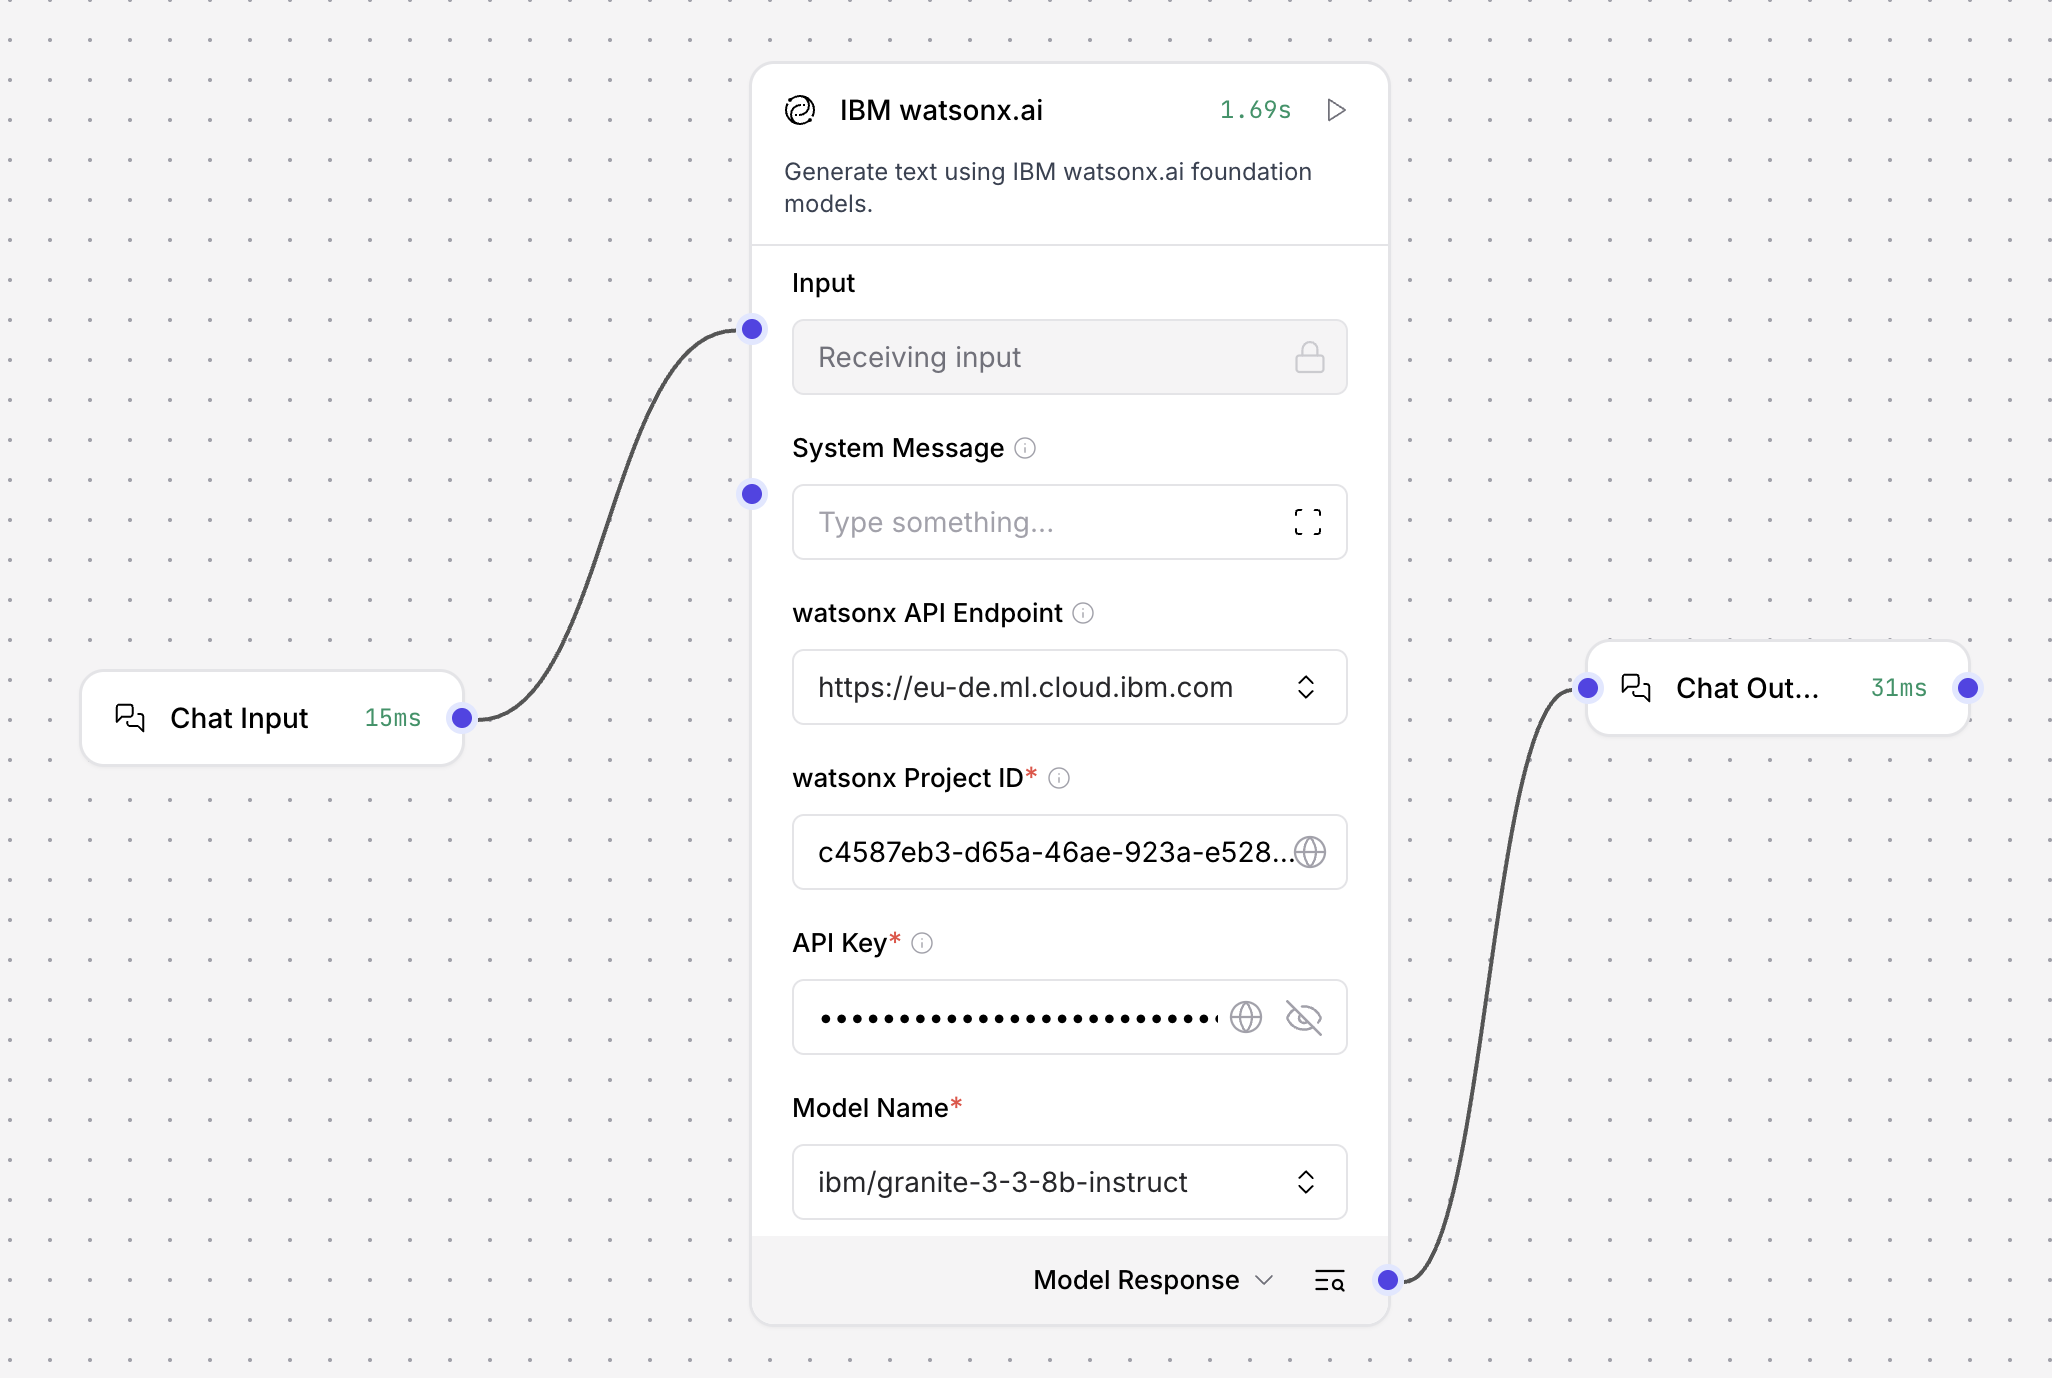 IBM watsonx.ai 1.69s
Generate text using IBM watsonx.ai foundation
models.
Input
Receiving input
System Message
Type something...
watsonx API Endpoint
https://eu-de.ml.cloud.ibm.com
watsonx Project ID*
c4587eb3-d65a-46ae-923a-e528...
API Key*
Model Name*
ibm/granite-3-3-8b-instruct
Model Response
Chat Input 15ms
Chat Out... 31ms